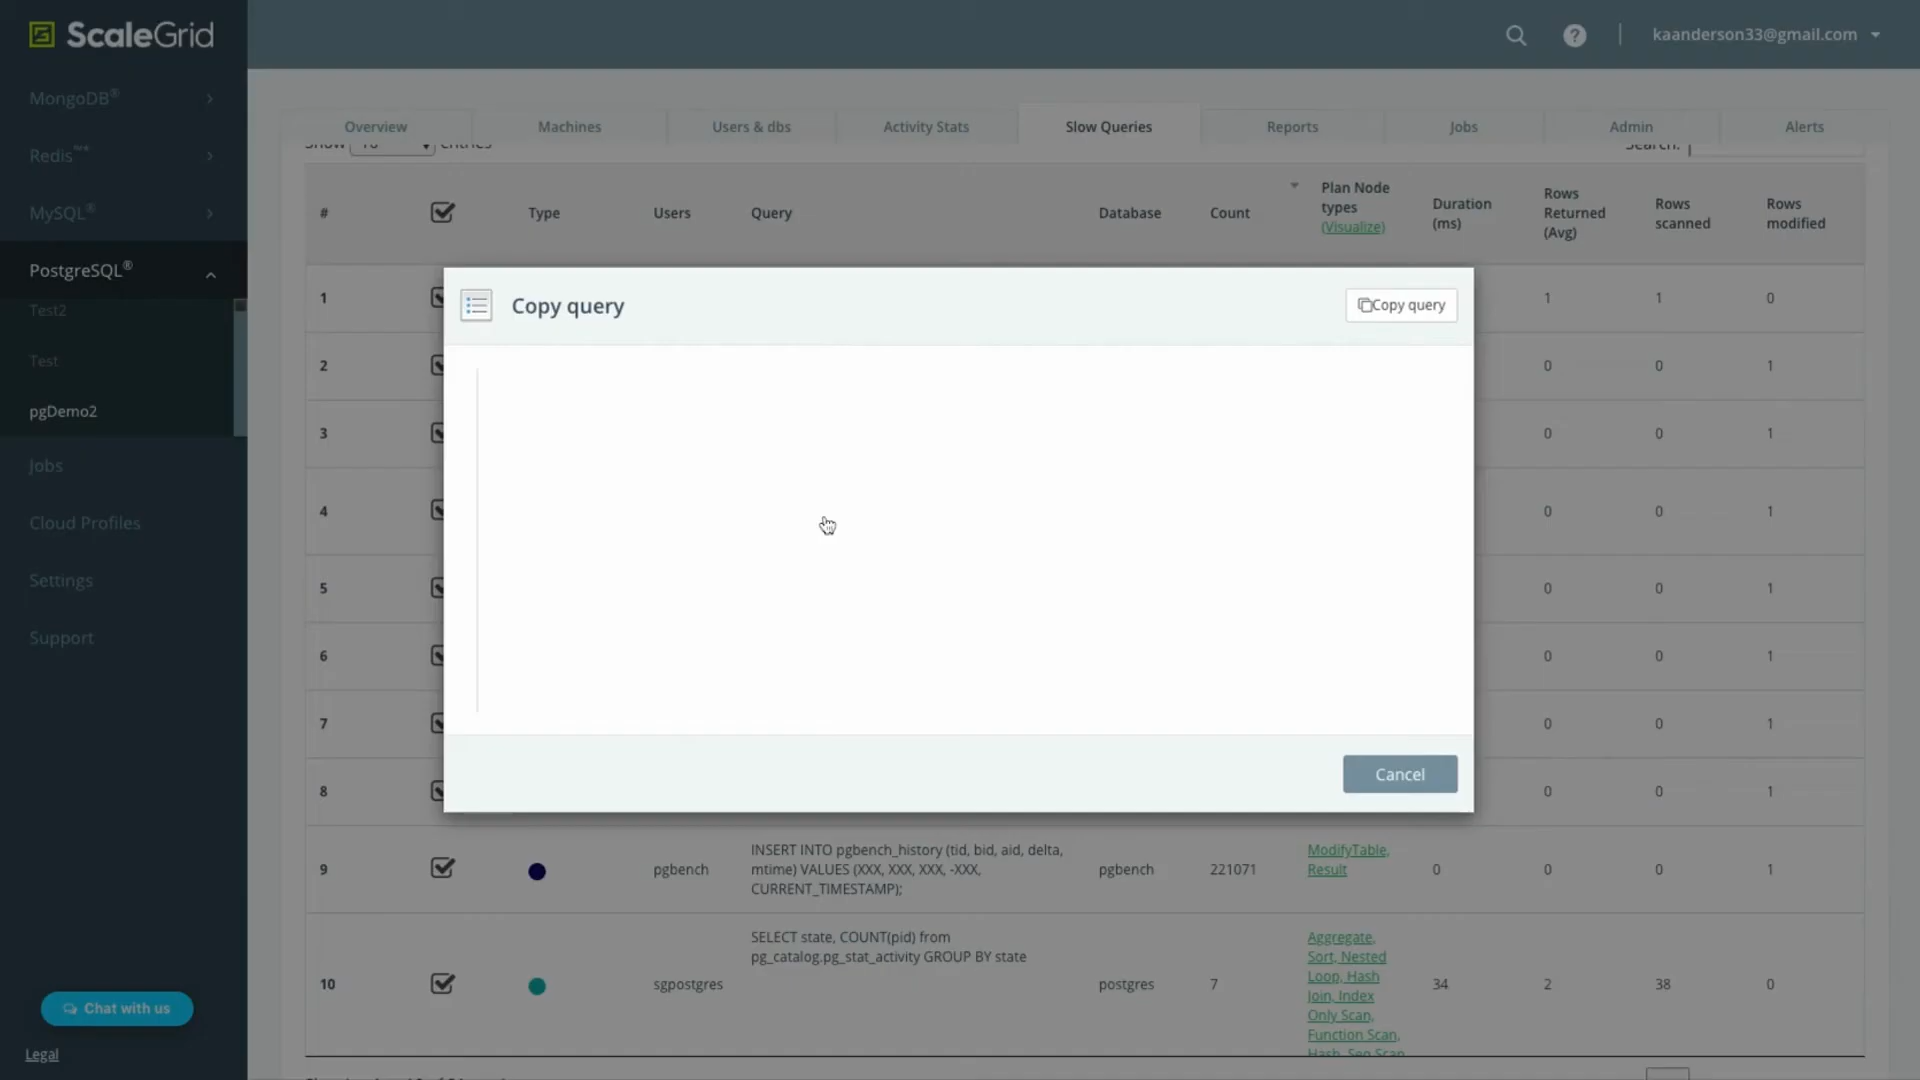 ScaleGrid
kaanderson33@gmail.com
MongoDB®
Redis™*
MySQL®
PostgreSQL®
Test2
Test
pgDemo2
Jobs
Cloud Profiles
Settings
Support
Chat with us
Legal
Overview
Machines
Users & dbs
Activity Stats
Slow Queries
Reports
Jobs
Admin
Alerts
Show 10 entries
Search:
# Type Users Query Database Count Plan Node types (Visualize) Duration (ms) Rows Returned (Avg) Rows scanned Rows modified
Copy query
Copy query
Cancel
1 1 1 0
2 0 0 1
3 0 0 1
4 0 0 1
5 0 0 1
6 0 0 1
7 0 0 1
8 0 0 1
9 pgbench
INSERT INTO pgbench_history (tid, bid, aid, delta,
mtime) VALUES (XXX, XXX, XXX, -XXX,
CURRENT_TIMESTAMP);
pgbench 221071
ModifyTable,
Result
0 0 0 1
10 sgpostgres
SELECT state, COUNT(pid) from
pg_catalog.pg_stat_activity GROUP BY state
postgres 7
Aggregate,
Sort, Nested
Loop, Hash
Join, Index
Only Scan,
Function Scan,
Hash, Seq Scan
34 2 38 0